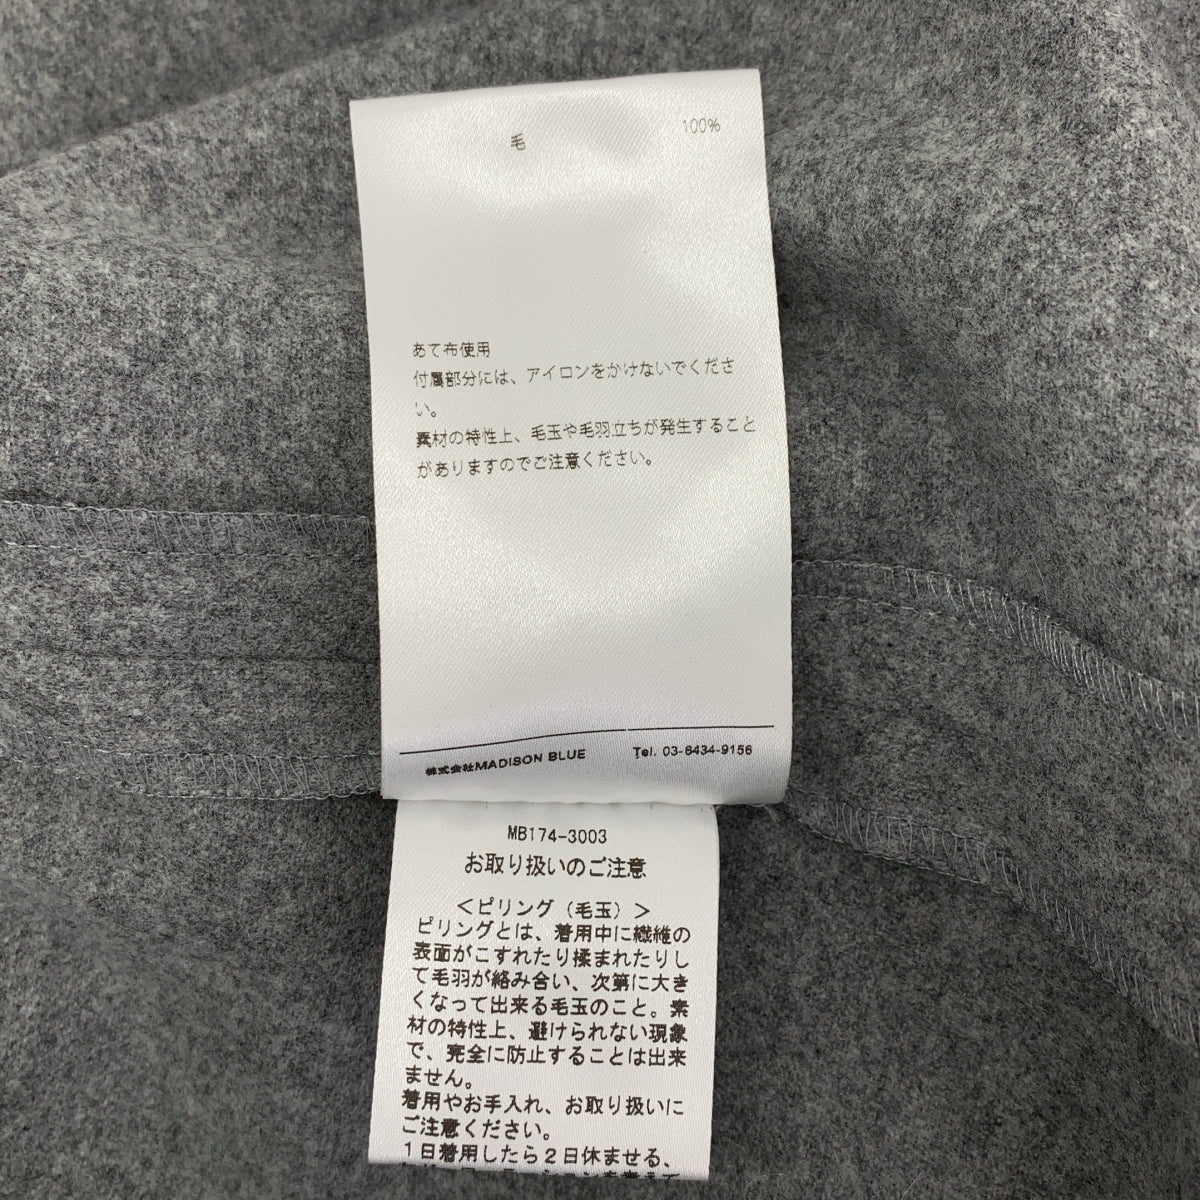 毛 100%
あて布使用
付属部分には、アイロンをかけないでくださ
い。
素材の特性上、毛玉や毛羽立ちが発生すること
がありますのでご注意ください。
株式会社MADISON BLUE Tel. 03-6434-9156
MB174-3003
お取り扱いのご注意
＜ピリング（毛玉）＞
ピリングとは、着用中に繊維の
表面がこすれたり揉まれたりし
て毛羽が絡み合い、次第に大き
くなって出来る毛玉のこと。素
材の特性上、避けられない現象
で、完全に防止することは出来
ません。
着用やお手入れ、お取り扱いに
ご注意ください。
１日着用したら２日休ませる、